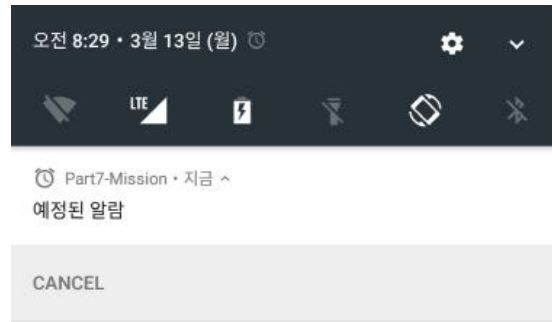 오전 8:29 • 3월 13일 (월)
LTE
Part7-Mission • 지금
예정된 알람
CANCEL